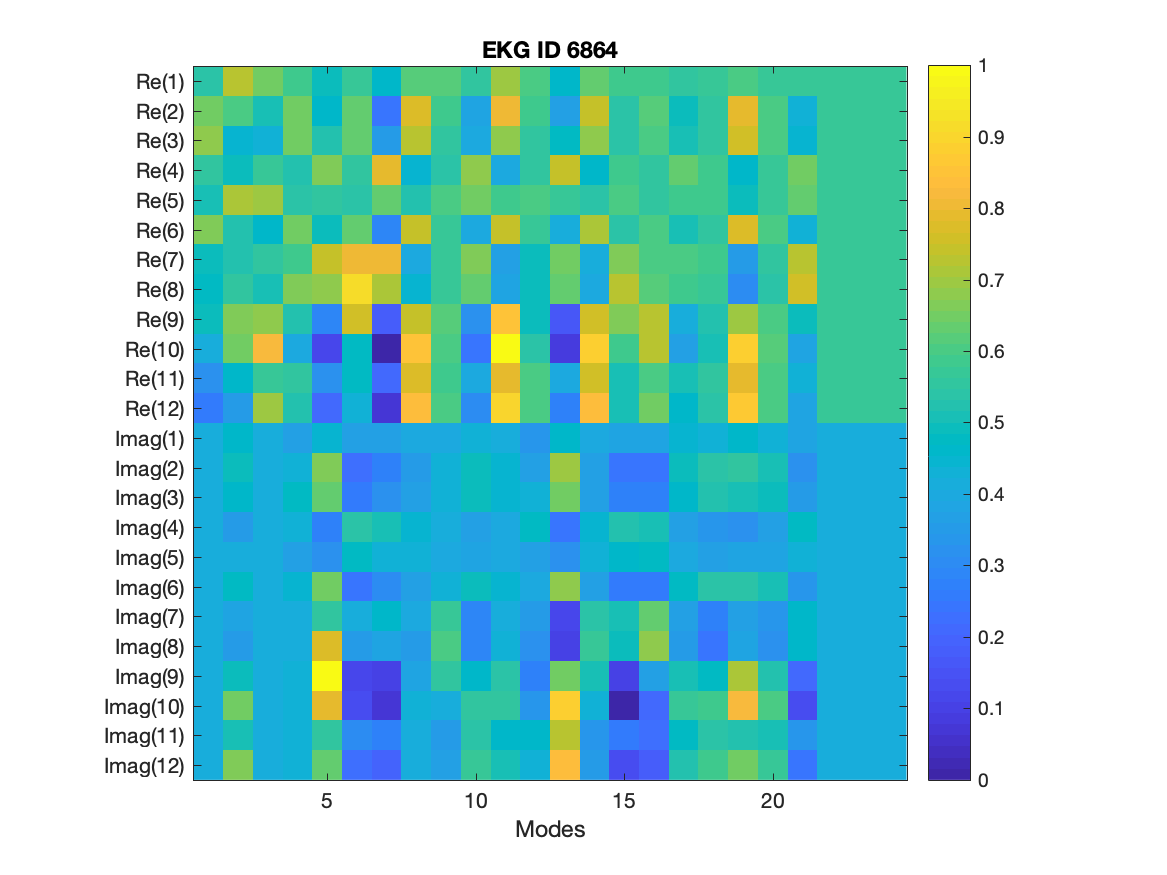 EKG ID 6864
Re(1)
Re(2)
Re(3)
Re(4)
Re(5)
Re(6)
Re(7)
Re(8)
Re(9)
Re(10)
Re(11)
Re(12)
Imag(1)
Imag(2)
Imag(3)
Imag(4)
Imag(5)
Imag(6)
Imag(7)
Imag(8)
Imag(9)
Imag(10)
Imag(11)
Imag(12)
5 10 15 20
Modes
1
0.9
0.8
0.7
0.6
0.5
0.4
0.3
0.2
0.1
0